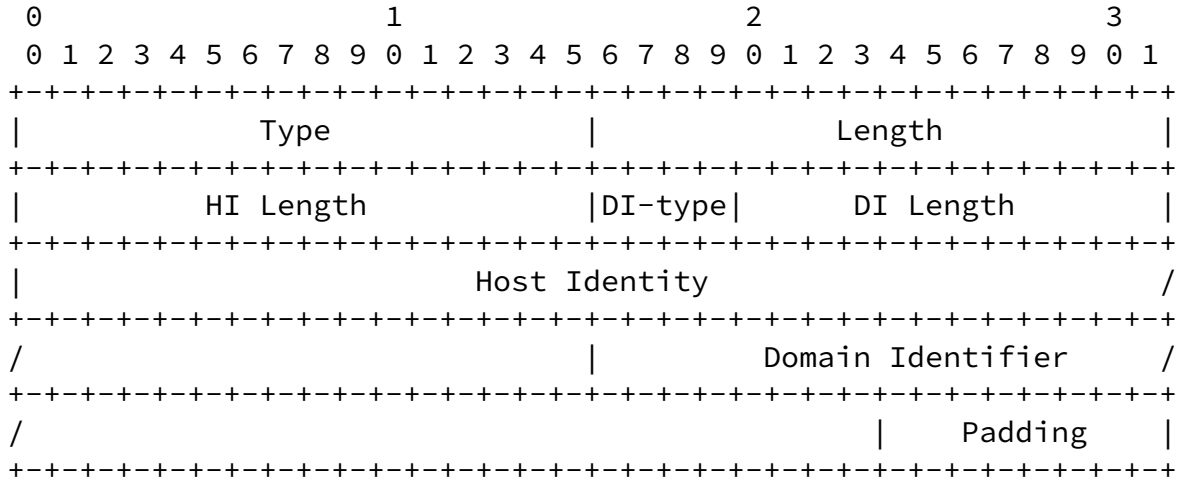 0                   1                   2                   3
 0 1 2 3 4 5 6 7 8 9 0 1 2 3 4 5 6 7 8 9 0 1 2 3 4 5 6 7 8 9 0 1
+-+-+-+-+-+-+-+-+-+-+-+-+-+-+-+-+-+-+-+-+-+-+-+-+-+-+-+-+-+-+-+-+
|             Type              |             Length            |
+-+-+-+-+-+-+-+-+-+-+-+-+-+-+-+-+-+-+-+-+-+-+-+-+-+-+-+-+-+-+-+-+
|          HI Length            |DI-type|      DI Length        |
+-+-+-+-+-+-+-+-+-+-+-+-+-+-+-+-+-+-+-+-+-+-+-+-+-+-+-+-+-+-+-+-+
|                         Host Identity                         /
+-+-+-+-+-+-+-+-+-+-+-+-+-+-+-+-+-+-+-+-+-+-+-+-+-+-+-+-+-+-+-+-+
/                               |         Domain Identifier     /
+-+-+-+-+-+-+-+-+-+-+-+-+-+-+-+-+-+-+-+-+-+-+-+-+-+-+-+-+-+-+-+-+
/                                               |    Padding    |
+-+-+-+-+-+-+-+-+-+-+-+-+-+-+-+-+-+-+-+-+-+-+-+-+-+-+-+-+-+-+-+-+